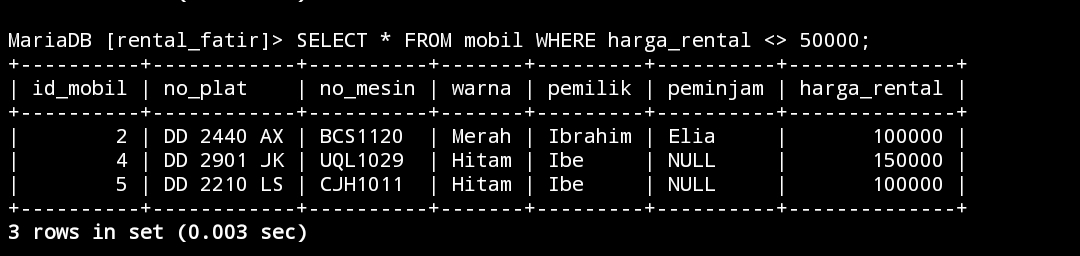 MariaDB [rental_fatir]> SELECT * FROM mobil WHERE harga_rental <> 50000;
+----------+------------+----------+-------+----------+----------+--------------+
| id_mobil | no_plat    | no_mesin | warna | pemilik  | peminjam | harga_rental |
+----------+------------+----------+-------+----------+----------+--------------+
|        2 | DD 2440 AX | BCS1120  | Merah | Ibrahim  | Elia     |       100000 |
|        4 | DD 2901 JK | UQL1029  | Hitam | Ibe      | NULL     |       150000 |
|        5 | DD 2210 LS | CJH1011  | Hitam | Ibe      | NULL     |       100000 |
+----------+------------+----------+-------+----------+----------+--------------+
3 rows in set (0.003 sec)